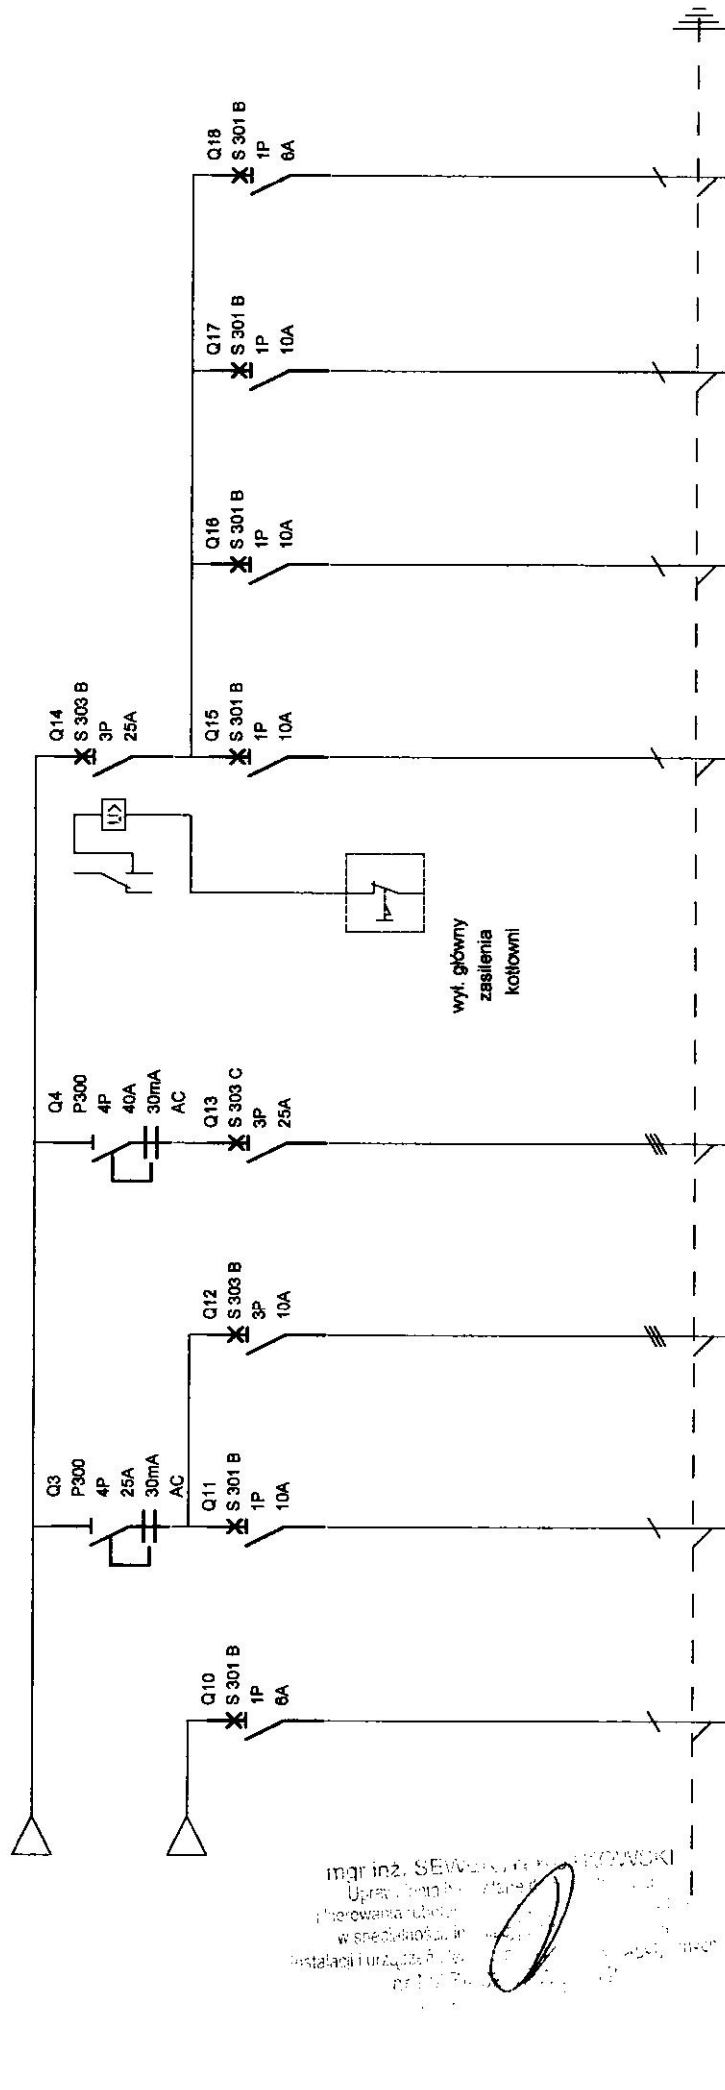 Q3
P300
4P
25A
30mA
AC
Q4
P300
4P
40A
30mA
AC
Q14
S 303 B
3P
25A
U>
Q10
S 301 B
1P
6A
Q11
S 301 B
1P
10A
Q12
S 303 B
3P
10A
Q13
S 303 C
3P
25A
Q15
S 301 B
1P
10A
Q16
S 301 B
1P
10A
Q17
S 301 B
1P
10A
Q18
S 301 B
1P
6A
wył. główny
zasilenia
kotłowni
mgr inż.
w specjalności